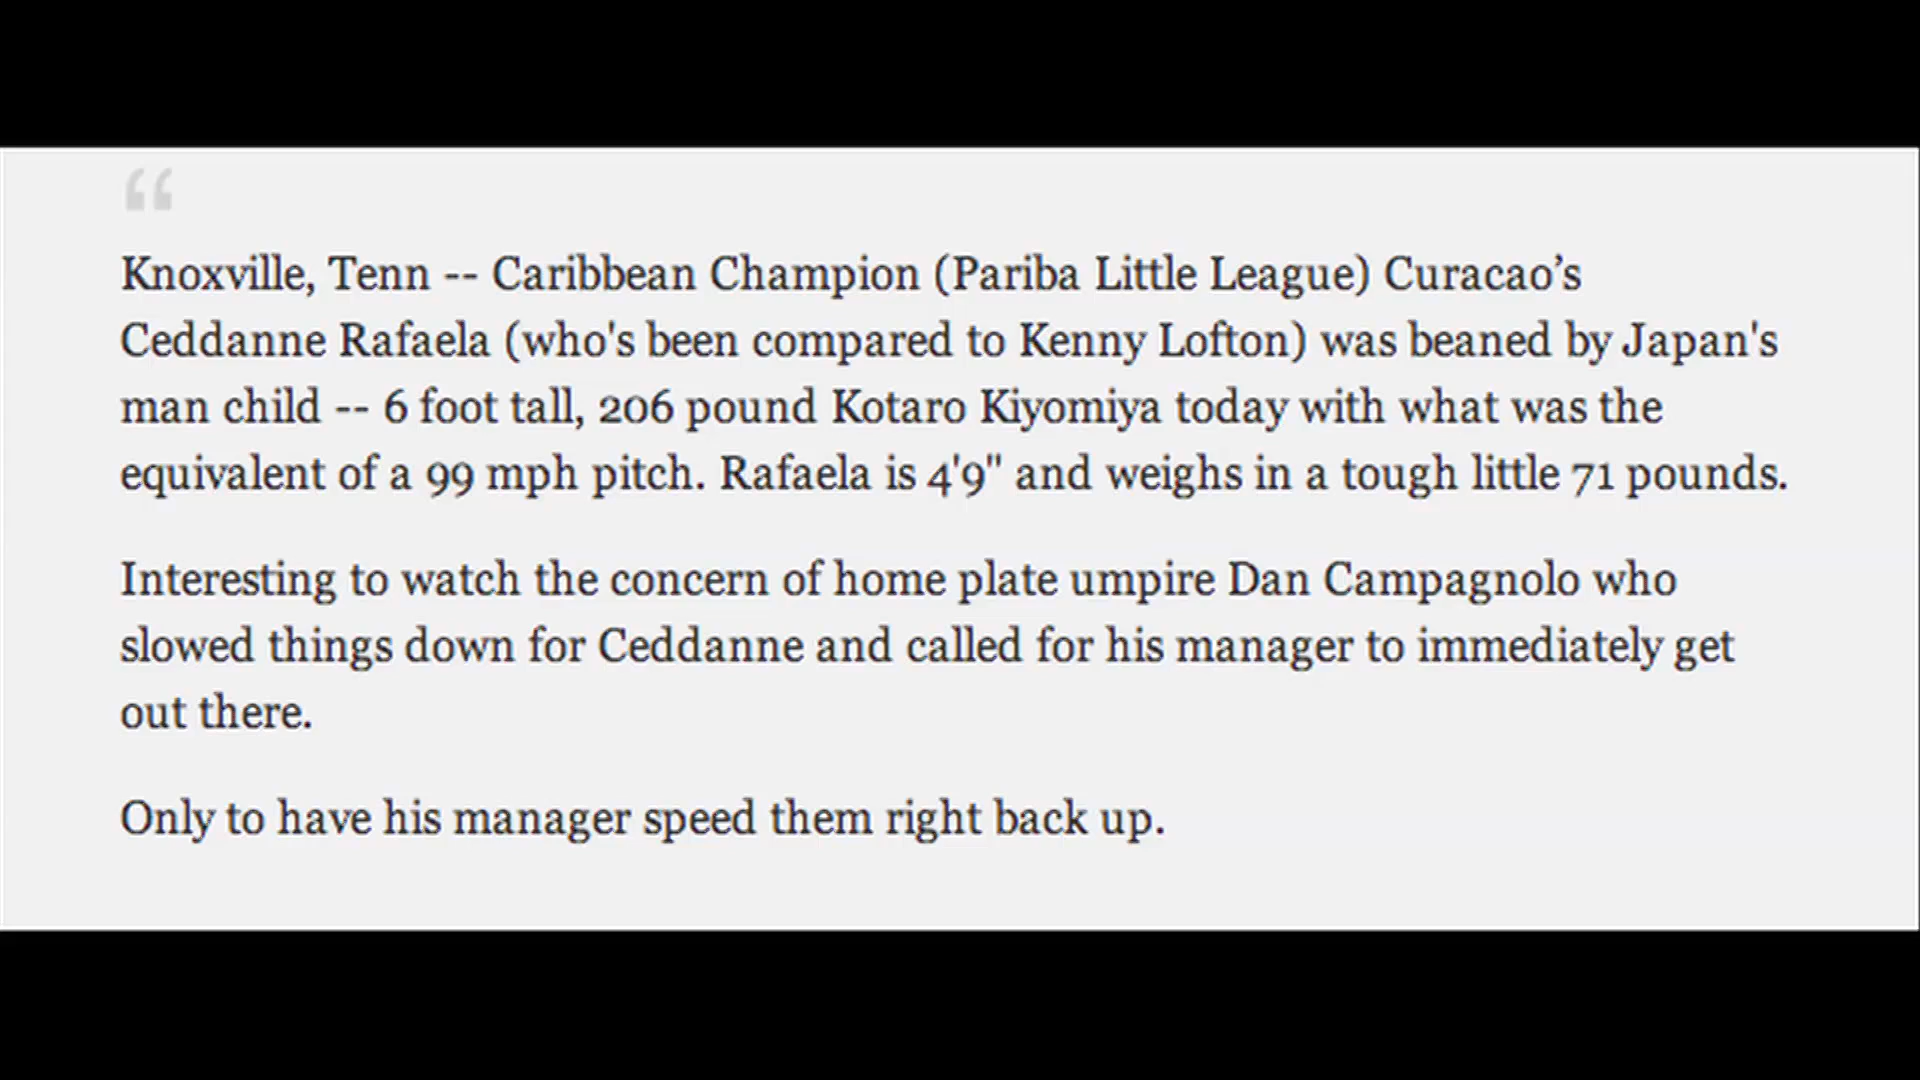 “
Knoxville, Tenn -- Caribbean Champion (Pariba Little League) Curacao’s
Ceddanne Rafaela (who's been compared to Kenny Lofton) was beaned by Japan's
man child -- 6 foot tall, 206 pound Kotaro Kiyomiya today with what was the
equivalent of a 99 mph pitch. Rafaela is 4'9" and weighs in a tough little 71 pounds.
Interesting to watch the concern of home plate umpire Dan Campagnolo who
slowed things down for Ceddanne and called for his manager to immediately get
out there.
Only to have his manager speed them right back up.